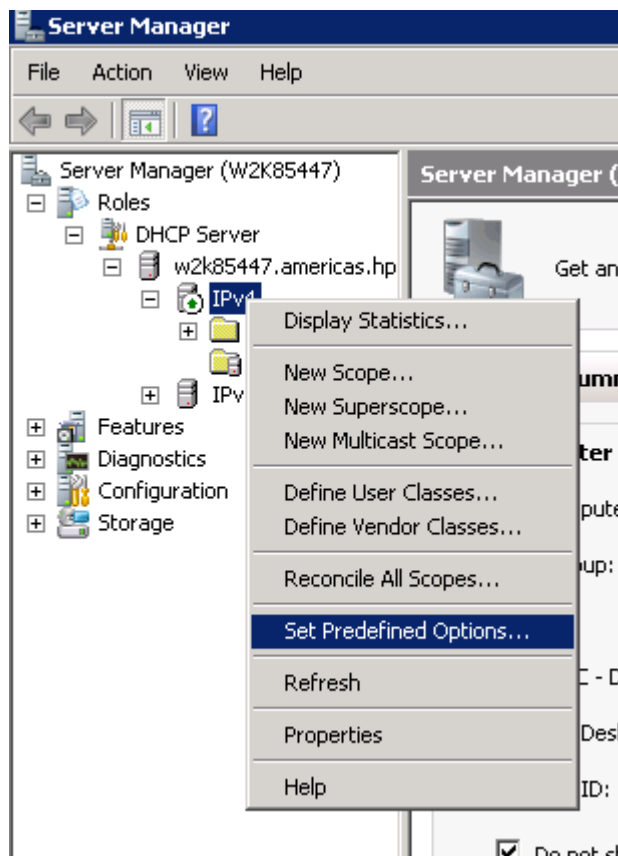 Server Manager
File Action View Help
Server Manager (W2K85447)
Server Manager (
Roles
DHCP Server
w2k85447.americas.hp
Get an
IPv4
Display Statistics...
New Scope...
New Superscope...
New Multicast Scope...
Define User Classes...
Define Vendor Classes...
Reconcile All Scopes...
Set Predefined Options...
Refresh
Properties
Help
IPv
Features
Diagnostics
Configuration
Storage
umm
ter
pute
up:
C - D
Desk
ID:
Do not sh